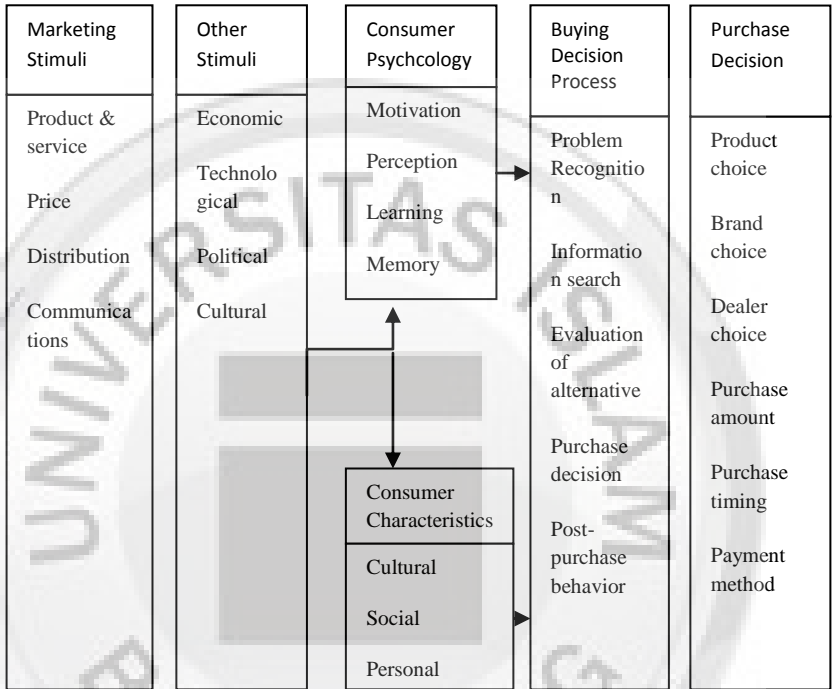 Marketing
Stimuli
Product &
service
Price
Distribution
Communica
tions
Other
Stimuli
Economic
Technolo
gical
Political
Cultural
Consumer
Psychcology
Motivation
Perception
Learning
Memory
Consumer
Characteristics
Cultural
Social
Personal
Buying
Decision
Process
Problem
Recognitio
n
Informatio
n search
Evaluation
of
alternative
Purchase
decision
Post-
purchase
behavior
Purchase
Decision
Product
choice
Brand
choice
Dealer
choice
Purchase
amount
Purchase
timing
Payment
method
UNIVERSITAS ISLAM